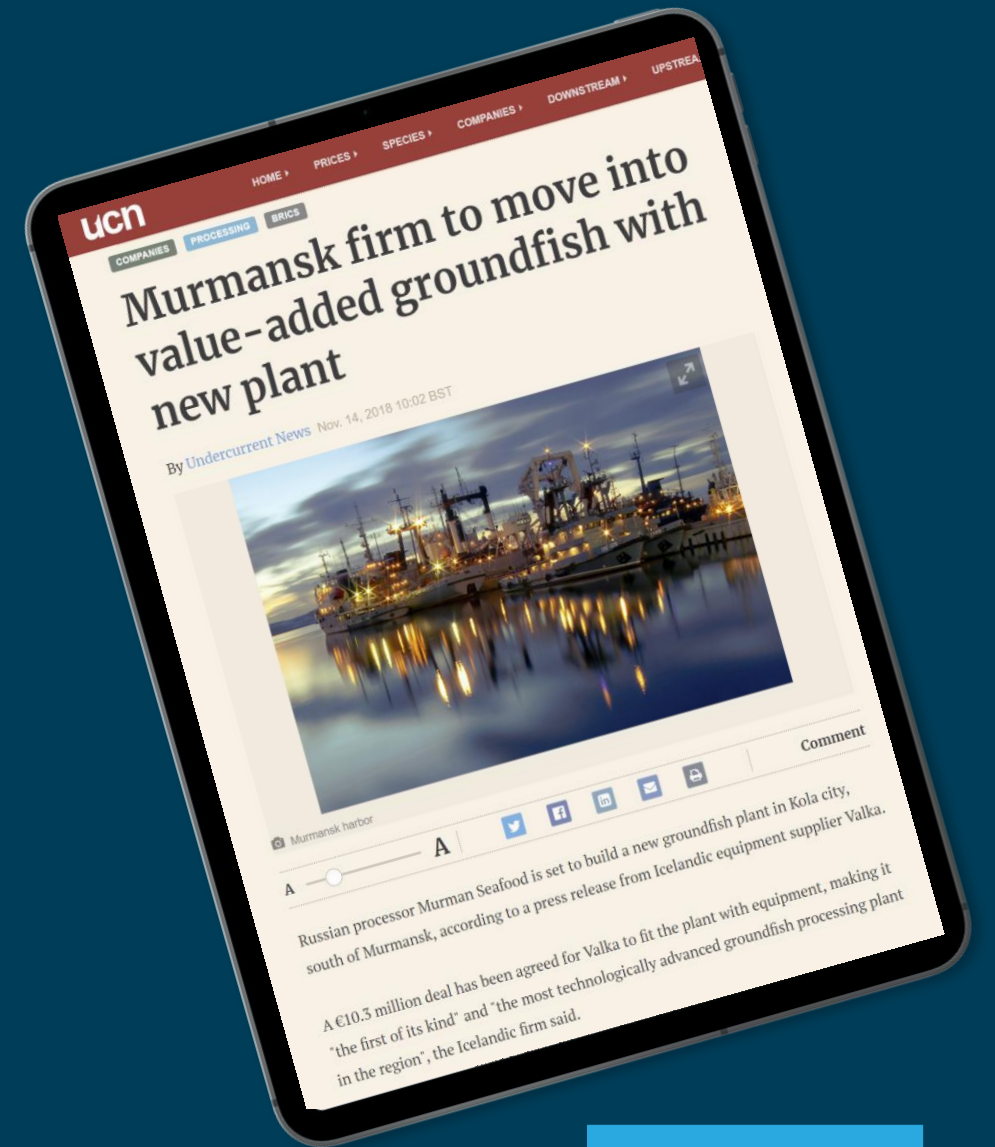 HOME PRICES SPECIES COMPANIES DOWNSTREAM UPSTREA
ucn
COMPANIES PROCESSING BRICS
Murmansk firm to move into
value-added groundfish with
new plant
By Undercurrent News Nov. 14, 2018 10:02 BST
Murmansk harbor
A A Comment
Russian processor Murman Seafood is set to build a new groundfish plant in Kola city,
south of Murmansk, according to a press release from Icelandic equipment supplier Valka.
A €10.3 million deal has been agreed for Valka to fit the plant with equipment, making it
"the first of its kind" and "the most technologically advanced groundfish processing plant
in the region", the Icelandic firm said.